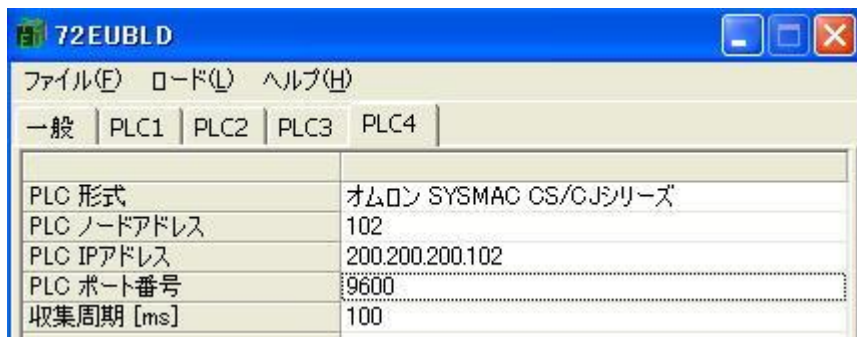 72EUBLD
ファイル(F) ロード(L) ヘルプ(H)
一般 PLC1 PLC2 PLC3 PLC4
PLC 形式 オムロン SYSMAC CS/CJシリーズ
PLC ノードアドレス 102
PLC IPアドレス 200.200.200.102
PLC ポート番号 9600
収集周期 [ms] 100